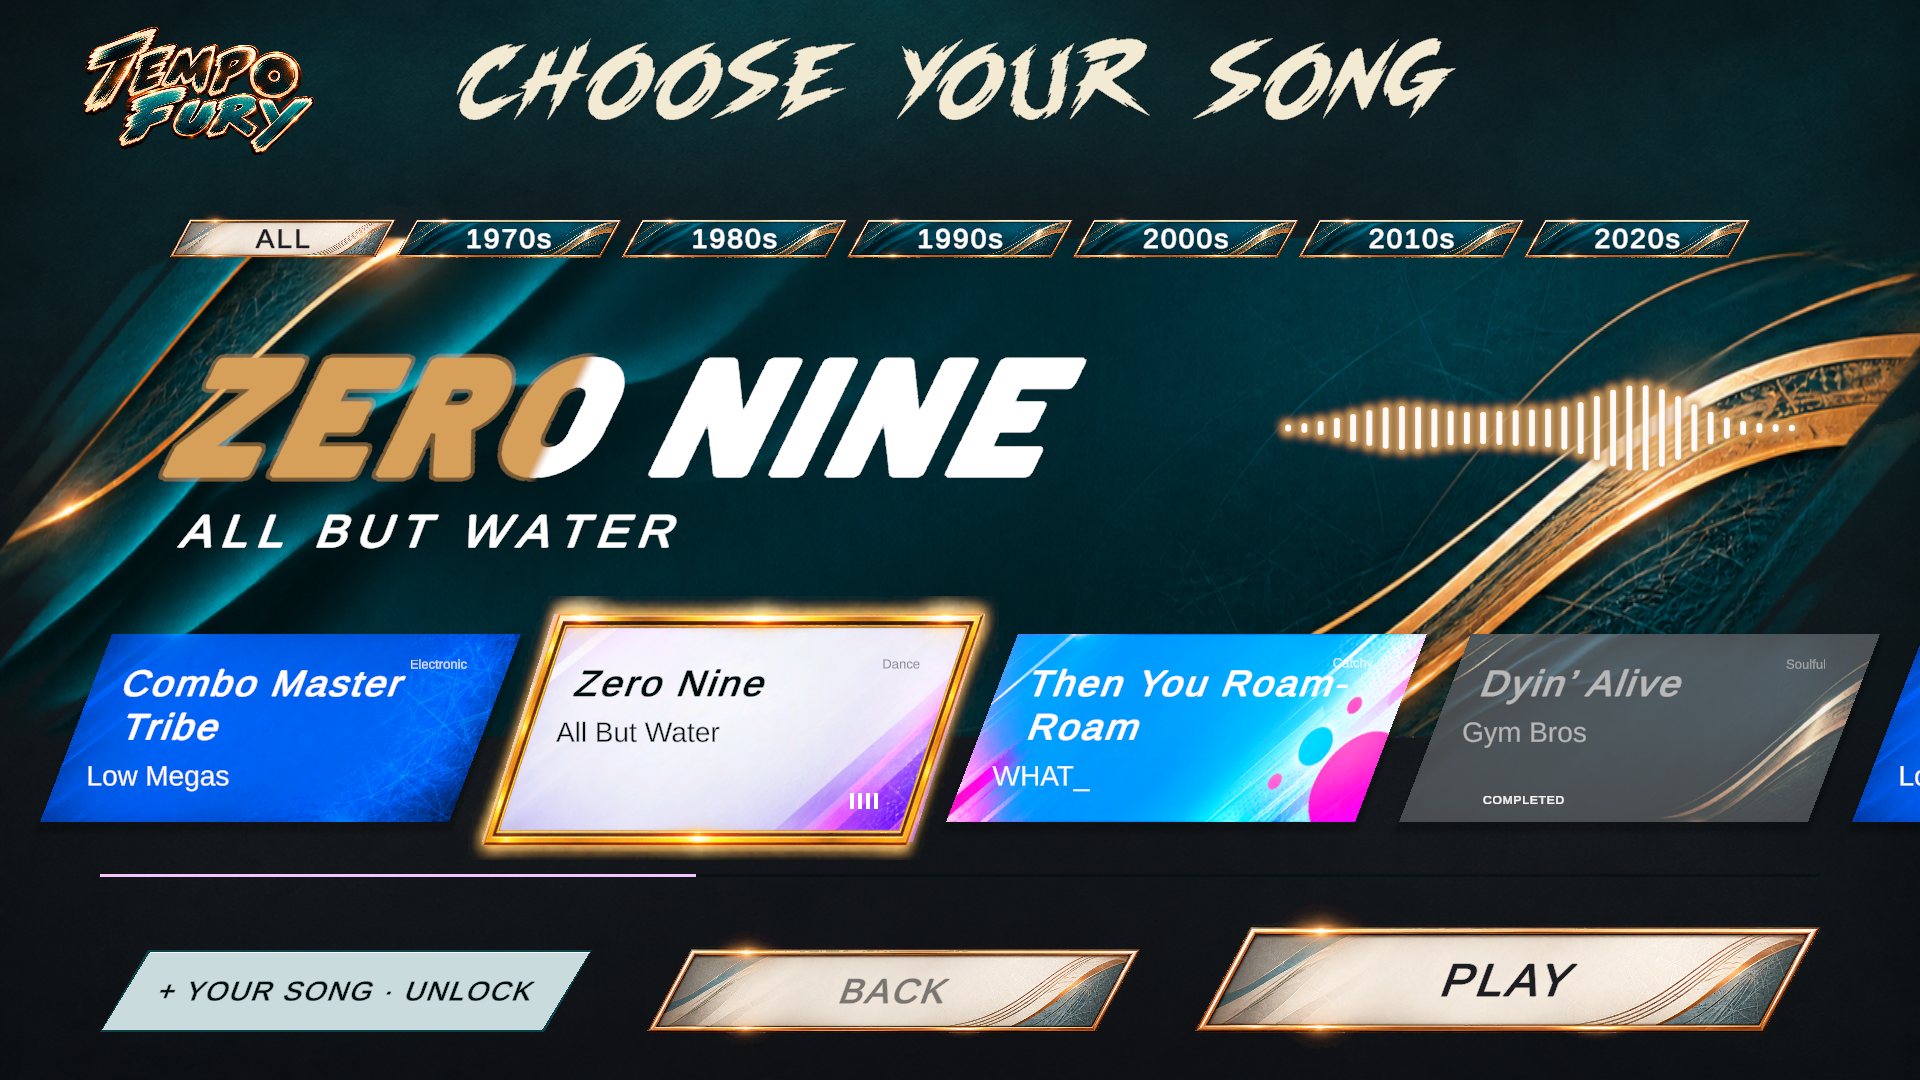 TEMPO
FURY
CHOOSE YOUR SONG
ALL
1970s
1980s
1990s
2000s
2010s
2020s
ZERO NINE
ALL BUT WATER
Electronic
Combo Master
Tribe
Low Megas
Dance
Zero Nine
All But Water
Catchy
Then You Roam-
Roam
WHAT_
Soulful
Dyin’ Alive
Gym Bros
COMPLETED
Lo
+ YOUR SONG · UNLOCK
BACK
PLAY